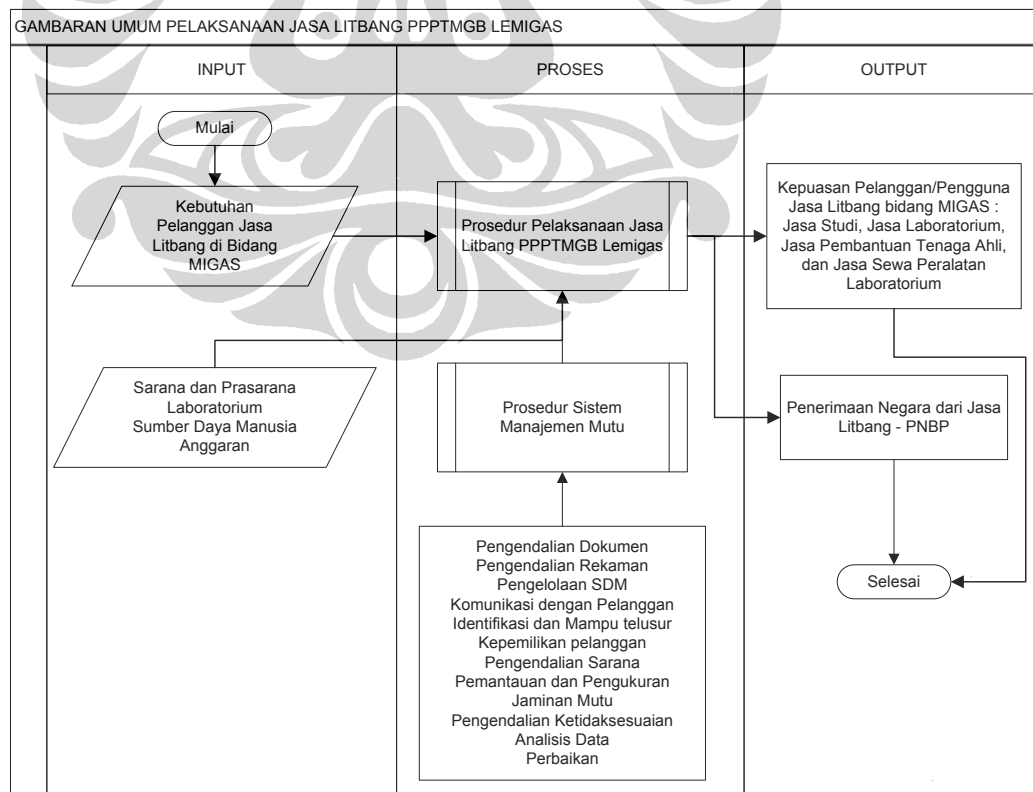 GAMBARAN UMUM PELAKSANAAN JASA LITBANG PPPTMGB LEMIGAS
INPUT
PROSES
OUTPUT
Mulai
Kebutuhan
Pelanggan Jasa
Litbang di Bidang
MIGAS
Prosedur Pelaksanaan Jasa
Litbang PPPTMGB Lemigas
Kepuasan Pelanggan/Pengguna
Jasa Litbang bidang MIGAS :
Jasa Studi, Jasa Laboratorium,
Jasa Pembantuan Tenaga Ahli,
dan Jasa Sewa Peralatan
Laboratorium
Sarana dan Prasarana
Laboratorium
Sumber Daya Manusia
Anggaran
Prosedur Sistem
Manajemen Mutu
Penerimaan Negara dari Jasa
Litbang - PNBP
Pengendalian Dokumen
Pengendalian Rekaman
Pengelolaan SDM
Komunikasi dengan Pelanggan
Identifikasi dan Mampu telusur
Kepemilikan pelanggan
Pengendalian Sarana
Pemantauan dan Pengukuran
Jaminan Mutu
Pengendalian Ketidaksesuaian
Analisis Data
Perbaikan
Selesai